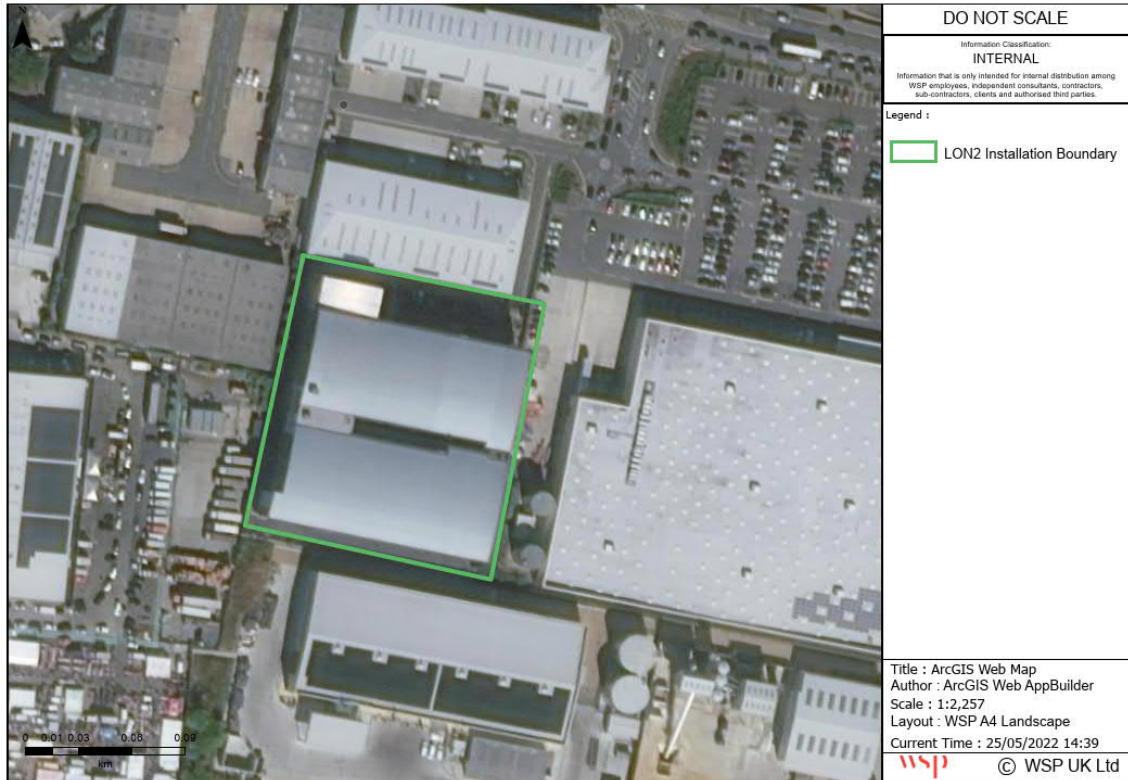 DO NOT SCALE
Information Classification:
INTERNAL
Information that is only intended for internal distribution among
WSP employees, independent consultants, contractors,
sub-contractors, clients and authorised third parties.
Legend :
LON2 Installation Boundary
Title : ArcGIS Web Map
Author : ArcGIS Web AppBuilder
Scale : 1:2,257
Layout : WSP A4 Landscape
Current Time : 25/05/2022 14:39
wsp © WSP UK Ltd
N
0 0.01 0.03 0.06 0.09
km